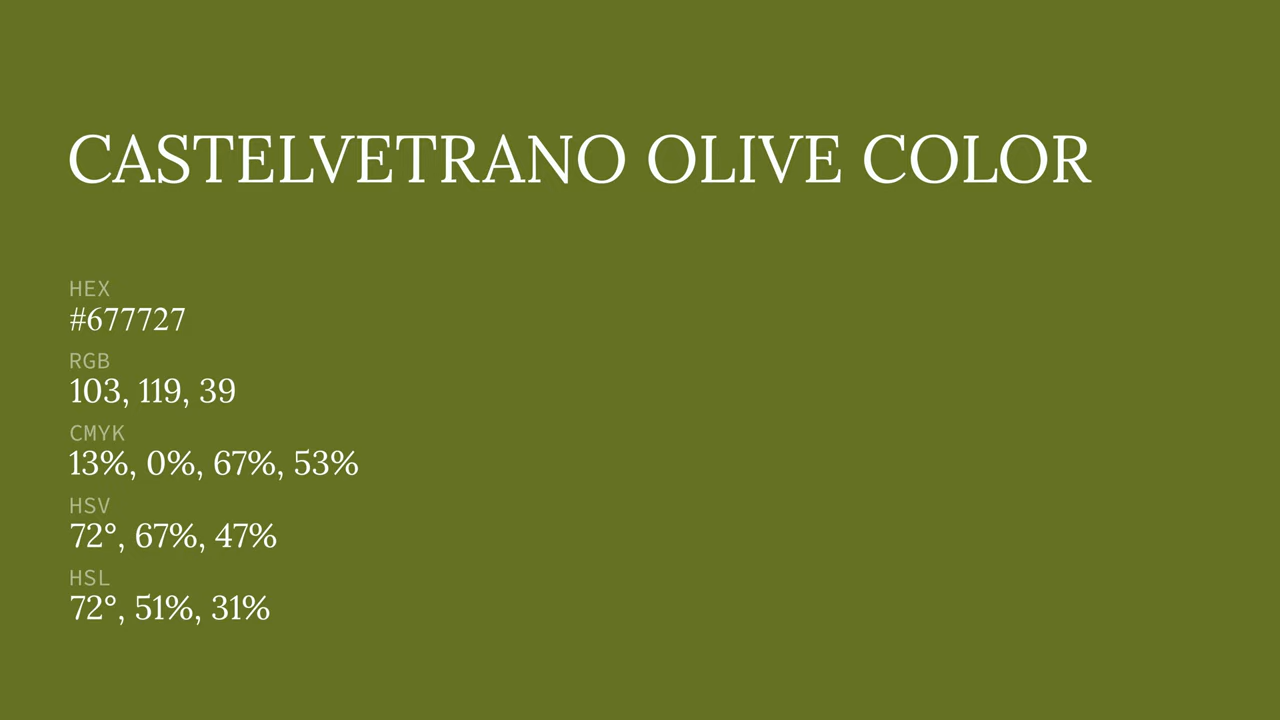 CASTELVETRANO OLIVE COLOR
HEX
#677727
RGB
103, 119, 39
CMYK
13%, 0%, 67%, 53%
HSV
72°, 67%, 47%
HSL
72°, 51%, 31%